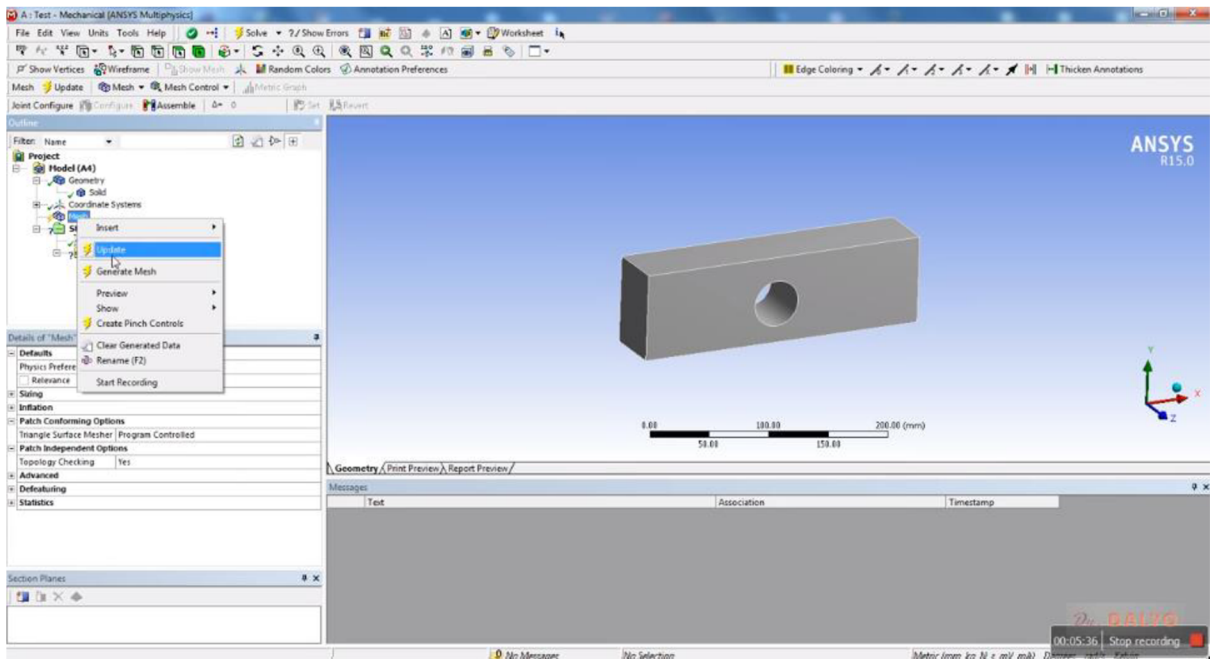 A : Test - Mechanical [ANSYS Multiphysics]
File Edit View Units Tools Help Solve ?/ Show Errors Worksheet
Show Vertices Wireframe Show Mesh Random Colors Annotation Preferences Edge Coloring Thicken Annotations
Mesh Update Mesh Mesh Control Metric Graph
Joint Configure Configure Assemble 0 Set Revert
Outline
Filter: Name
Project
Model (A4)
Geometry
Solid
Coordinate Systems
Mesh
Insert
Update
Generate Mesh
Preview
Show
Create Pinch Controls
Clear Generated Data
Rename (F2)
Start Recording
Details of "Mesh"
Defaults
Physics Prefere
Relevance
Sizing
Inflation
Patch Conforming Options
Triangle Surface Mesher Program Controlled
Patch Independent Options
Topology Checking Yes
Advanced
Defeaturing
Statistics
Section Planes
ANSYS
R15.0
Y
X
Z
0.00 100.00 200.00 (mm)
50.00 150.00
Geometry Print Preview Report Preview
Messages
Text Association Timestamp
00:05:36 Stop recording
No Messages No Selection